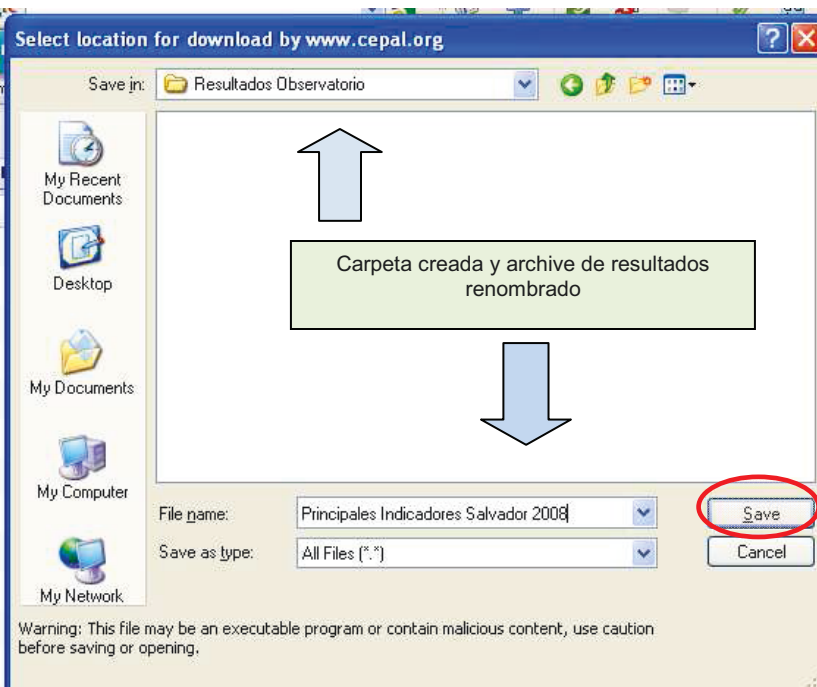 Select location for download by www.cepal.org
Save in:
Resultados Observatorio
My Recent
Documents
Desktop
My Documents
My Computer
My Network
Carpeta creada y archive de resultados
renombrado
File name:
Principales Indicadores Salvador 2008
Save
Save as type:
All Files (*.*)
Cancel
Warning: This file may be an executable program or contain malicious content, use caution
before saving or opening.